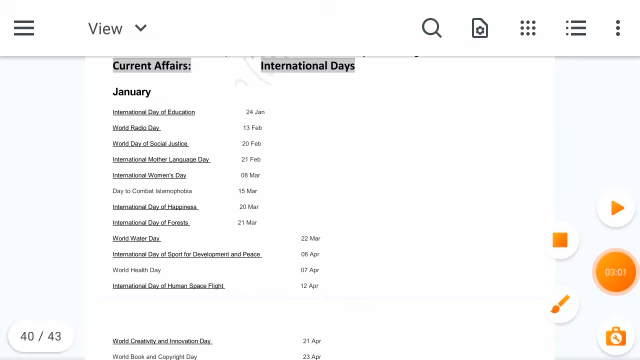 View
Current Affairs: International Days
January
International Day of Education 24 Jan
World Radio Day 13 Feb
World Day of Social Justice 20 Feb
International Mother Language Day 21 Feb
International Women's Day 08 Mar
Day to Combat Islamophobia 15 Mar
International Day of Happiness 20 Mar
International Day of Forests 21 Mar
World Water Day 22 Mar
International Day of Sport for Development and Peace 06 Apr
World Health Day 07 Apr
International Day of Human Space Flight 12 Apr
World Creativity and Innovation Day 21 Apr
World Book and Copyright Day 23 Apr
03:01
40 / 43